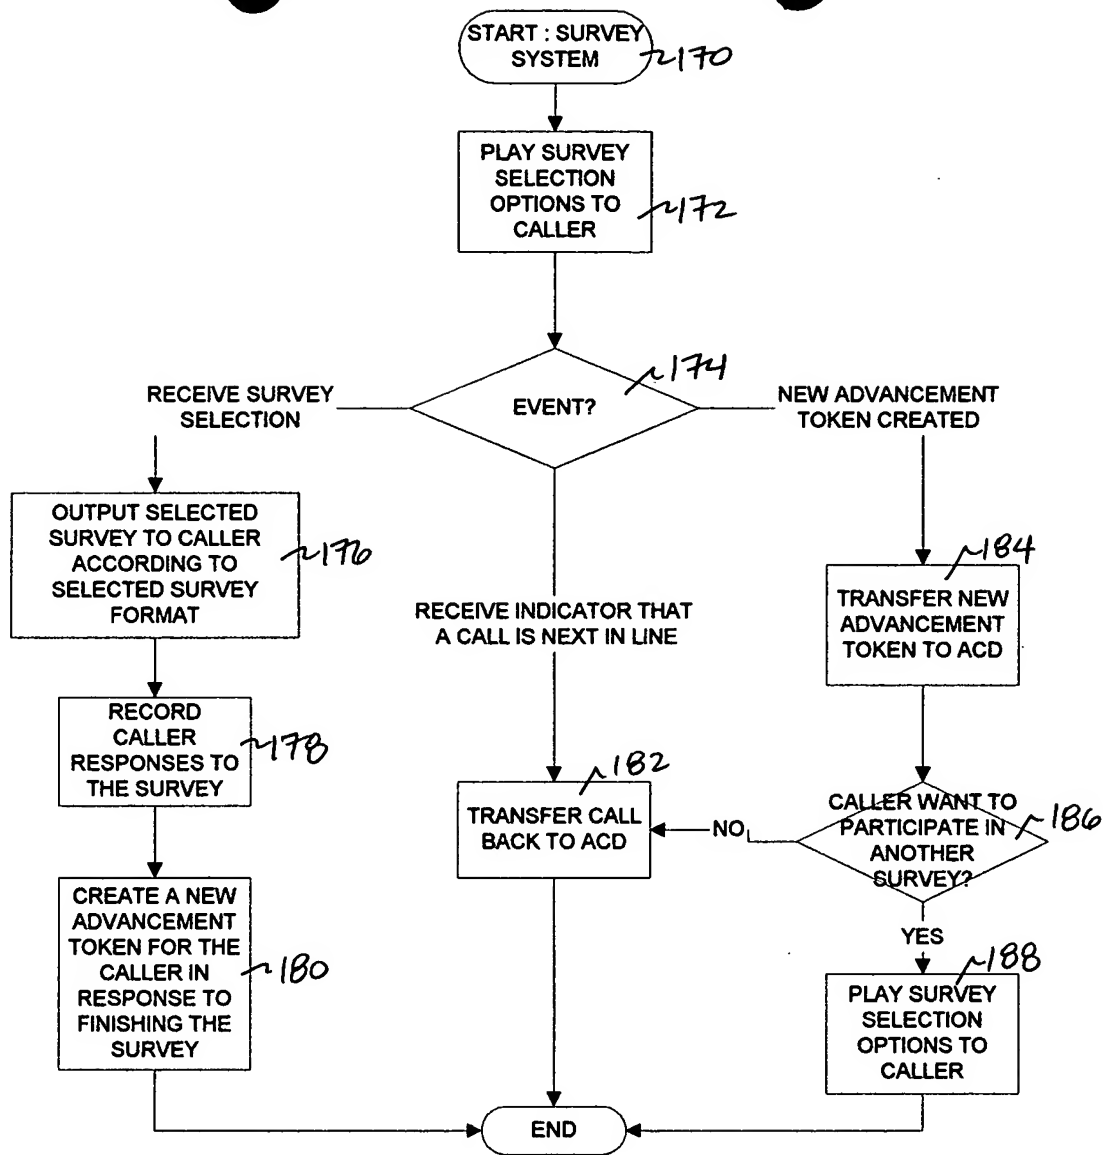 START : SURVEY
SYSTEM
170
PLAY SURVEY
SELECTION
OPTIONS TO
CALLER
172
174
EVENT?
RECEIVE SURVEY
SELECTION
NEW ADVANCEMENT
TOKEN CREATED
OUTPUT SELECTED
SURVEY TO CALLER
ACCORDING TO
SELECTED SURVEY
FORMAT
176
RECEIVE INDICATOR THAT
A CALL IS NEXT IN LINE
184
TRANSFER NEW
ADVANCEMENT
TOKEN TO ACD
RECORD
CALLER
RESPONSES TO
THE SURVEY
178
182
TRANSFER CALL
BACK TO ACD
NO
CALLER WANT TO
PARTICIPATE IN
ANOTHER
SURVEY?
186
CREATE A NEW
ADVANCEMENT
TOKEN FOR THE
CALLER IN
RESPONSE TO
FINISHING THE
SURVEY
180
YES
188
PLAY SURVEY
SELECTION
OPTIONS TO
CALLER
END